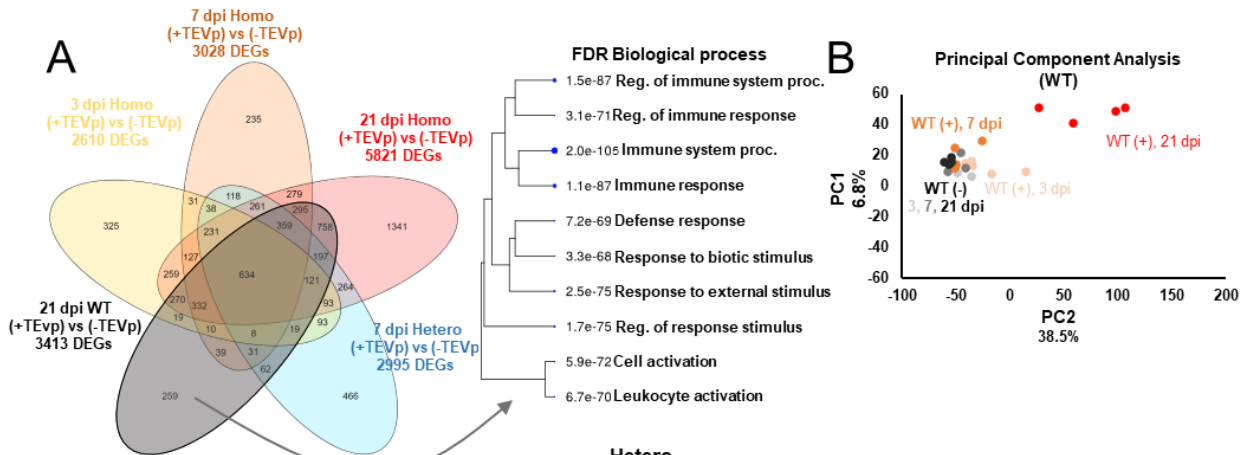 A
7 dpi Homo
(+TEVp) vs (-TEVp)
3028 DEGs
3 dpi Homo
(+TEVp) vs (-TEVp)
2610 DEGs
21 dpi Homo
(+TEVp) vs (-TEVp)
5821 DEGs
21 dpi WT
(+TEvp) vs (-TEVp)
3413 DEGs
7 dpi Hetero
(+TEVp) vs (-TEVp
2995 DEGs
235
31
118
279
38
261
295
325
231
359
758
1341
127
197
259
634
121
264
270
332
93
19
10
8
19
93
39
31
62
259
466
FDR Biological process
1.5e-87 Reg. of immune system proc.
3.1e-71 Reg. of immune response
2.0e-105 Immune system proc.
1.1e-87 Immune response
7.2e-69 Defense response
3.3e-68 Response to biotic stimulus
2.5e-75 Response to external stimulus
1.7e-75 Reg. of response stimulus
5.9e-72 Cell activation
6.7e-70 Leukocyte activation
Hetero
B
Principal Component Analysis
(WT)
60
40
20
0
-20
-40
-60
PC1
6.8%
WT (+), 7 dpi
WT (+), 21 dpi
WT (-)
3, 7, 21 dpi
WT (+), 3 dpi
-100
-50
0
50
100
150
200
PC2
38.5%